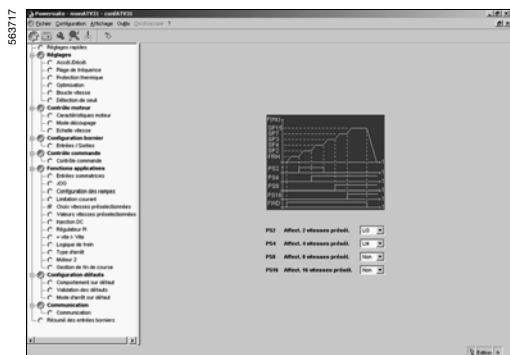 563717
Powersuite - monATV31 - confATV31
Fichier Configuration Affichage Outils Oscilloscope ?
Réglages rapides
Réglages
Accél./Décél.
Plage de fréquence
Protection thermique
Optimisation
Boucle vitesse
Détection de seuil
Contrôle moteur
Caractéristiques moteur
Mode découpage
Echelle vitesse
Configuration bornier
Entrées / Sorties
Contrôle commande
Contrôle commande
Fonctions applicatives
Entrées sommatrices
JOG
Configuration des rampes
Limitation courant
Choix vitesses présélectionnées
Valeurs vitesses présélectionnées
Injection DC
Régulateur PI
+ vite /- Vite
Logique de frein
Type d'arrêt
Moteur 2
Gestion de fin de course
Configuration défauts
Comportement sur défaut
Validation des défauts
Mode d'arrêt sur défaut
Communication
Communication
Résumé des entrées borniers
PS2
PS4
PS8
PS16
FWD
PS2 Affect. 2 vitesses présél. LI3
PS4 Affect. 4 vitesses présél. LI4
PS8 Affect. 8 vitesses présél. Non
PS16 Affect. 16 vitesses présél. Non
Edition